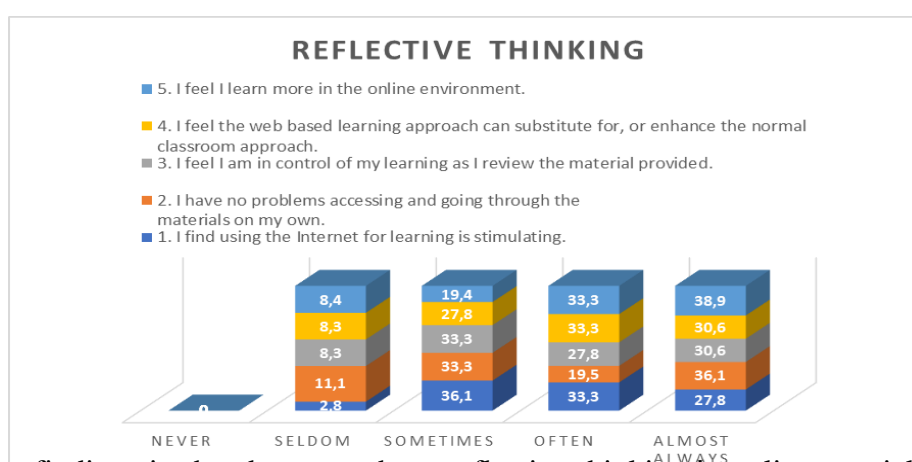 REFLECTIVE THINKING
5. I feel I learn more in the online environment.
4. I feel the web based learning approach can substitute for, or enhance the normal
classroom approach.
3. I feel I am in control of my learning as I review the material provided.
2. I have no problems accessing and going through the
materials on my own.
1. I find using the Internet for learning is stimulating.
8,4 19,4 33,3 38,9
8,3 27,8 33,3 30,6
8,3 33,3 27,8 30,6
11,1 33,3 19,5 36,1
0 2,8 36,1 33,3 27,8
NEVER SELDOM SOMETIMES OFTEN ALMOST
ALWAYS